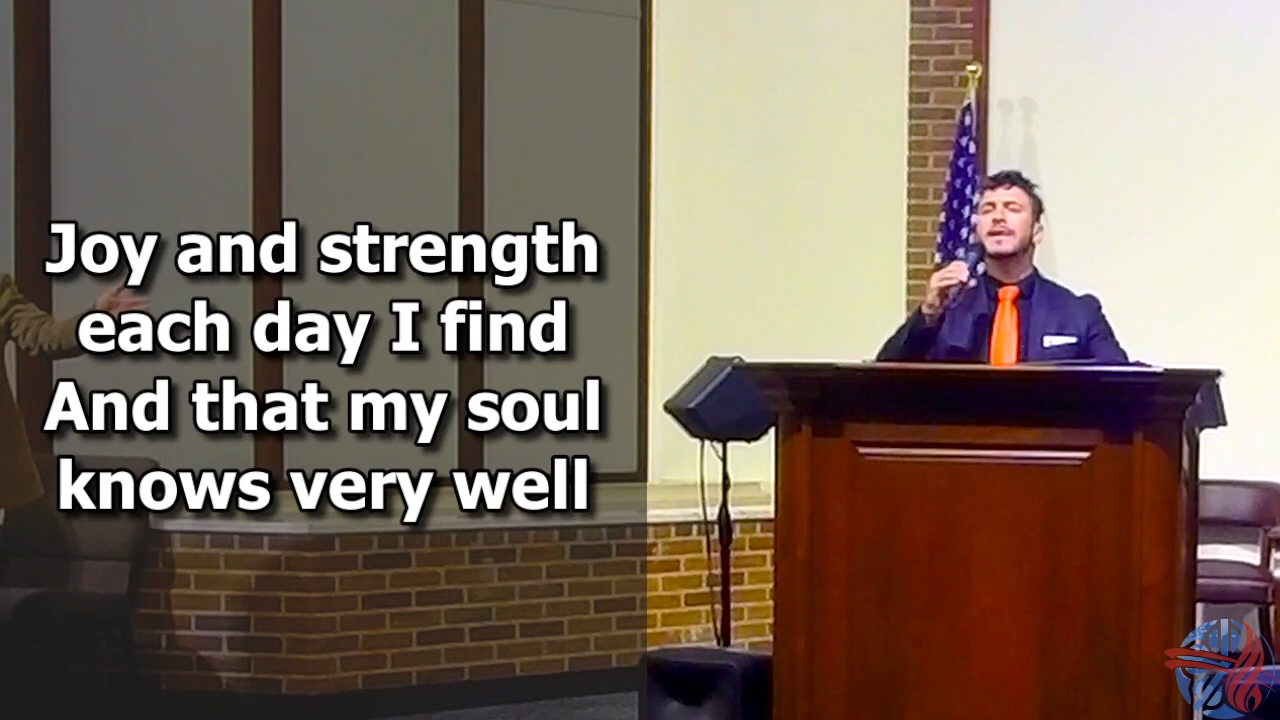 Joy and strength
each day I find
And that my soul
knows very well